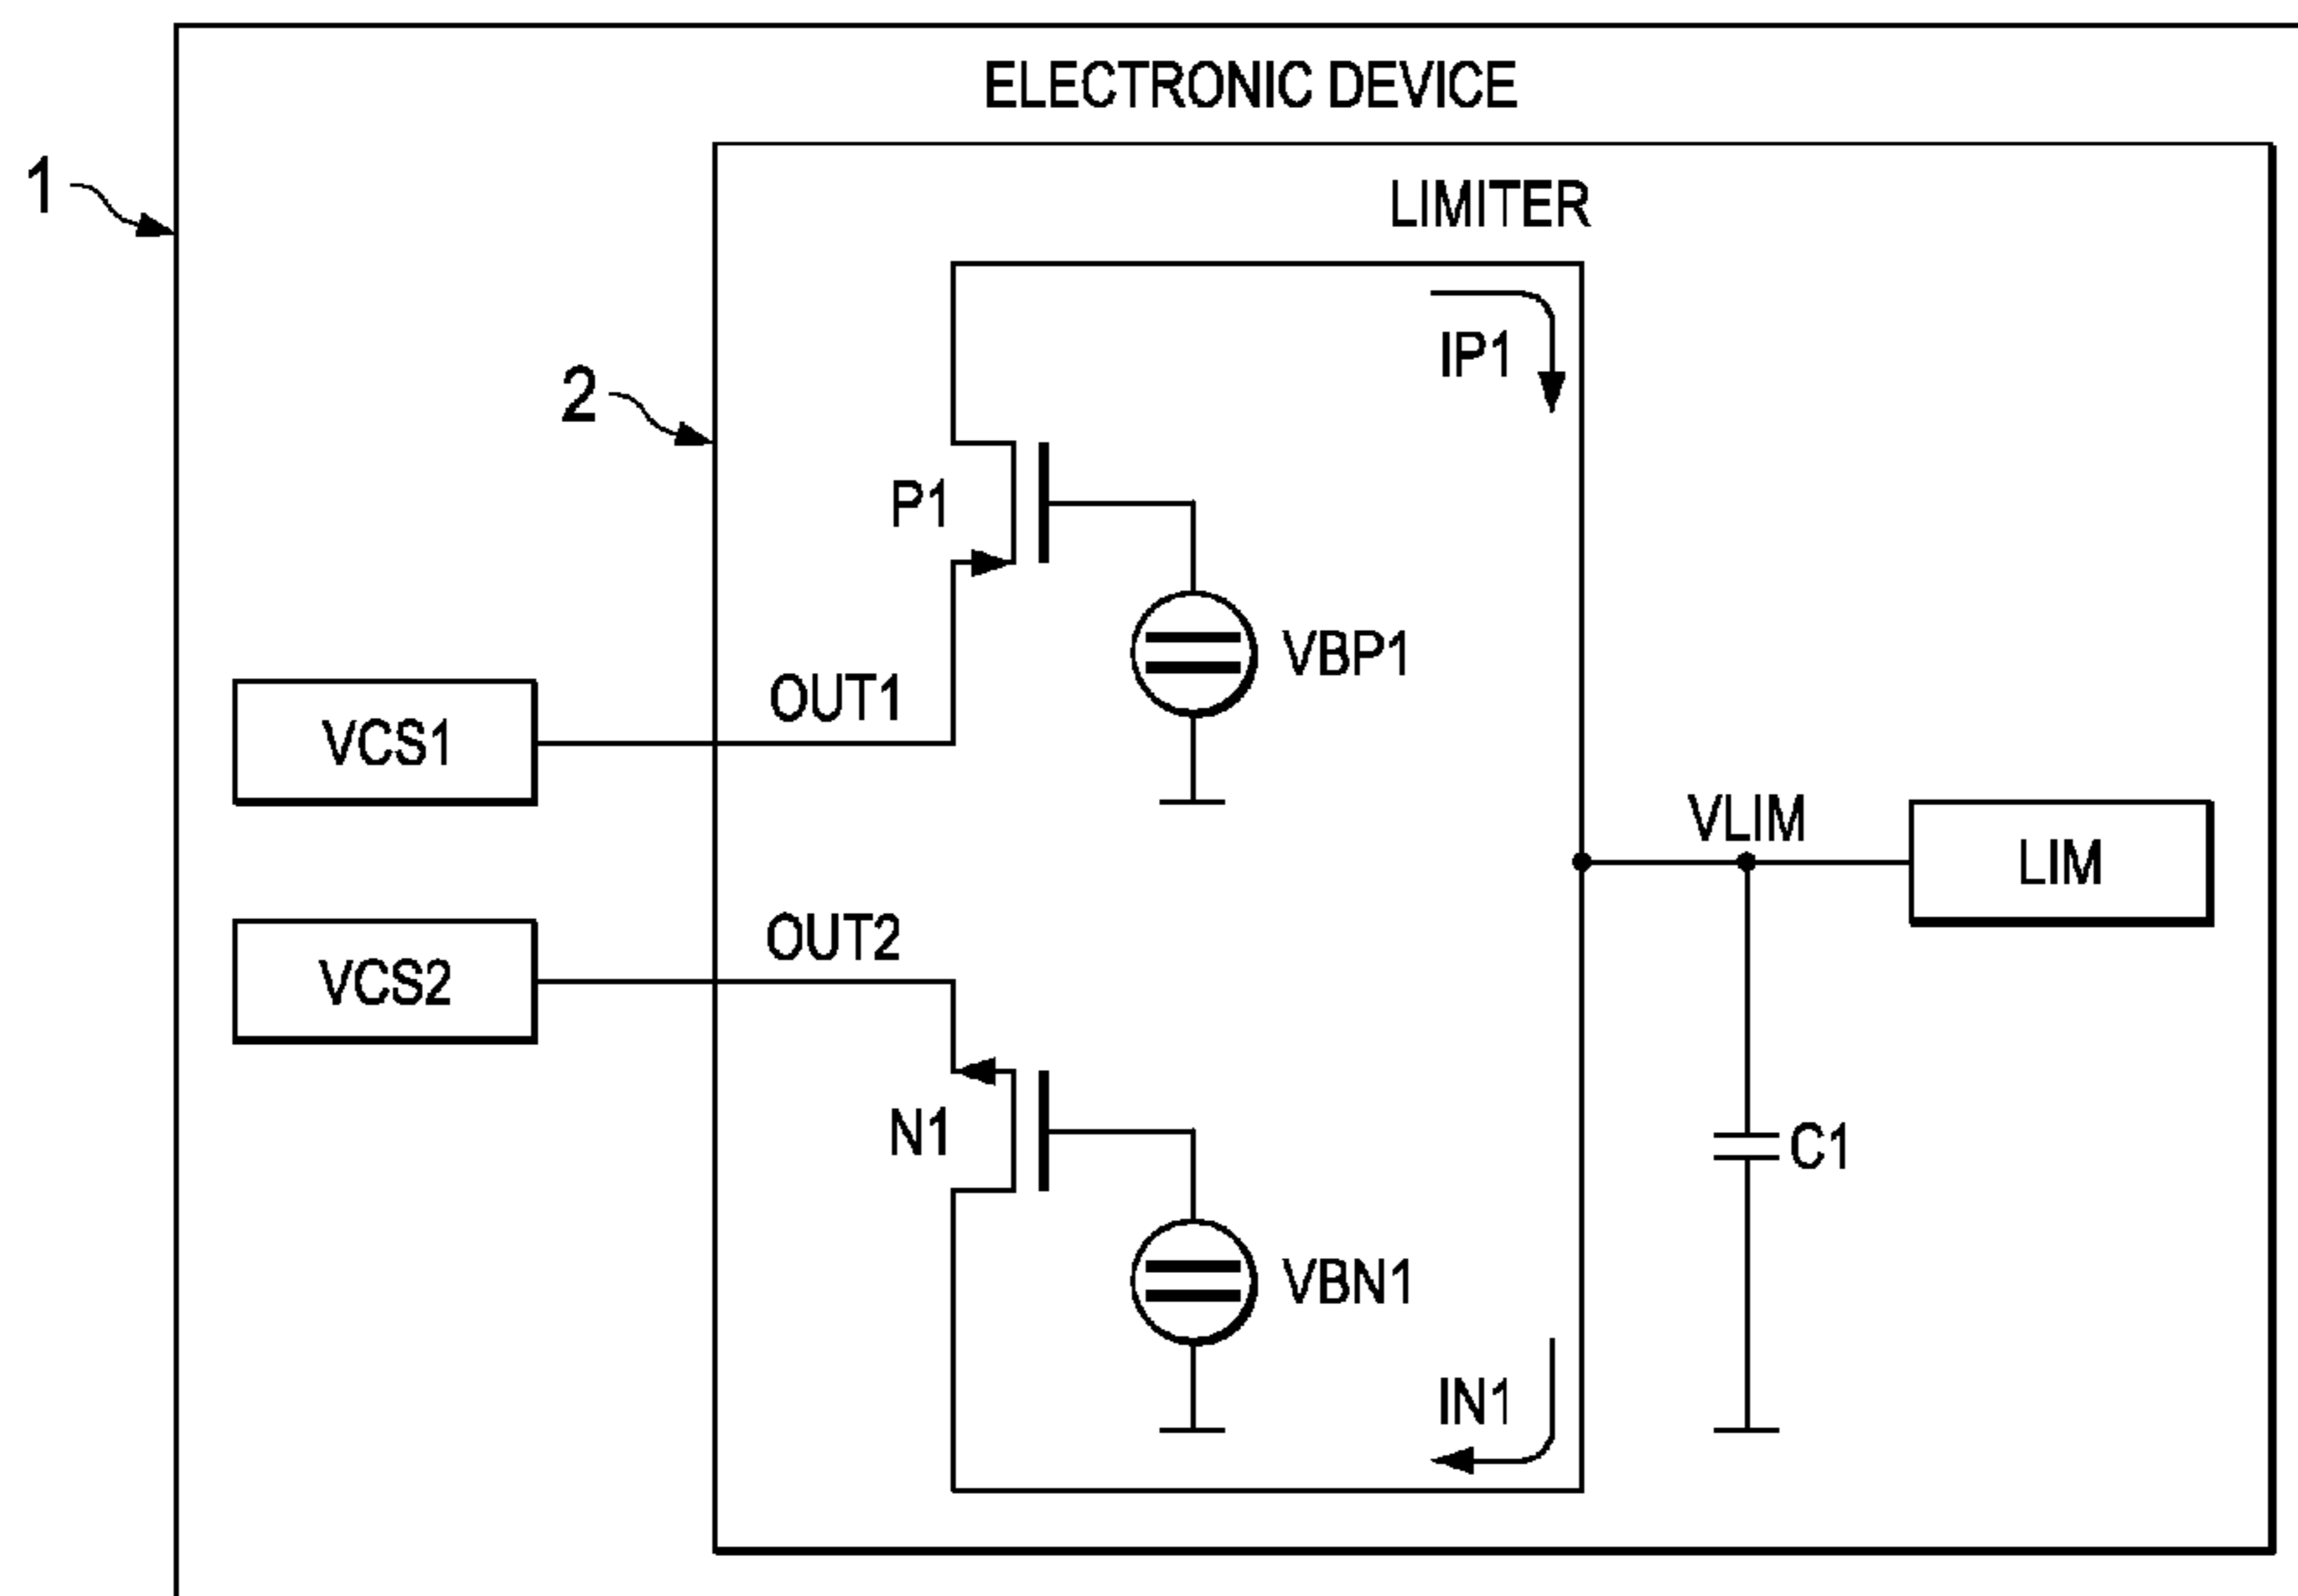 ELECTRONIC DEVICE
1
LIMITER
IP1
2
P1
VBP1
OUT1
VCS1
VLIM
LIM
OUT2
VCS2
N1
C1
VBN1
IN1